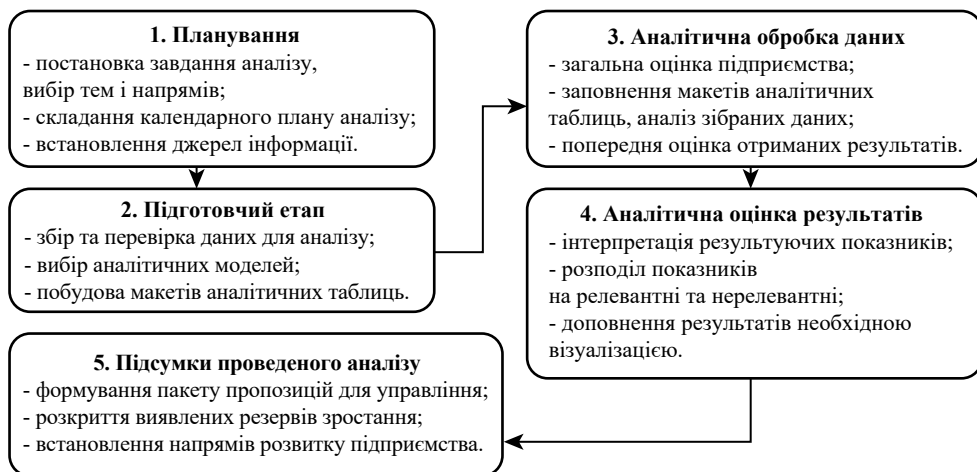 1. Планування
- постановка завдання аналізу,
вибір тем і напрямів;
- складання календарного плану аналізу;
- встановлення джерел інформації.
2. Підготовчий етап
- збір та перевірка даних для аналізу;
- вибір аналітичних моделей;
- побудова макетів аналітичних таблиць.
3. Аналітична обробка даних
- загальна оцінка підприємства;
- заповнення макетів аналітичних
таблиць, аналіз зібраних даних;
- попередня оцінка отриманих результатів.
4. Аналітична оцінка результатів
- інтерпретація результуючих показників;
- розподіл показників
на релевантні та нерелевантні;
- доповнення результатів необхідною
візуалізацією.
5. Підсумки проведеного аналізу
- формування пакету пропозицій для управління;
- розкриття виявлених резервів зростання;
- встановлення напрямів розвитку підприємства.